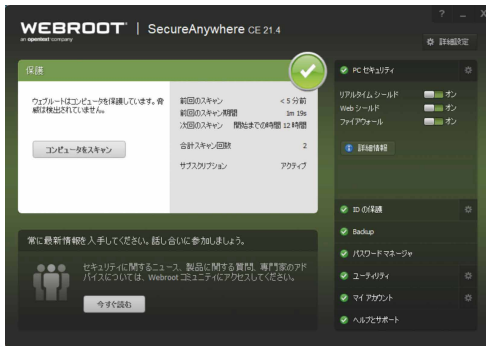 ? _ X
WEBROOT® | SecureAnywhere CE 21.4
an opentext company
詳細設定
保護
ウェブルートはコンピュータを保護しています。脅
威は検出されていません。
コンピュータをスキャン
前回のスキャン < 5 分前
前回のスキャン期間 1m 19s
次回のスキャン 開始までの時間 12 時間
合計スキャン回数 2
サブスクリプション アクティブ
PC セキュリティ
リアルタイム シールド オン
Web シールド オン
ファイアウォール オン
詳細情報
ID の保護
Backup
パスワード マネージャ
ユーティリティ
マイ アカウント
ヘルプとサポート
常に最新情報を入手してください。話し合いに参加しましょう。
セキュリティに関するニュース、製品に関する質問、専門家のアド
バイスについては、Webroot コミュニティにアクセスしてください。
今すぐ読む